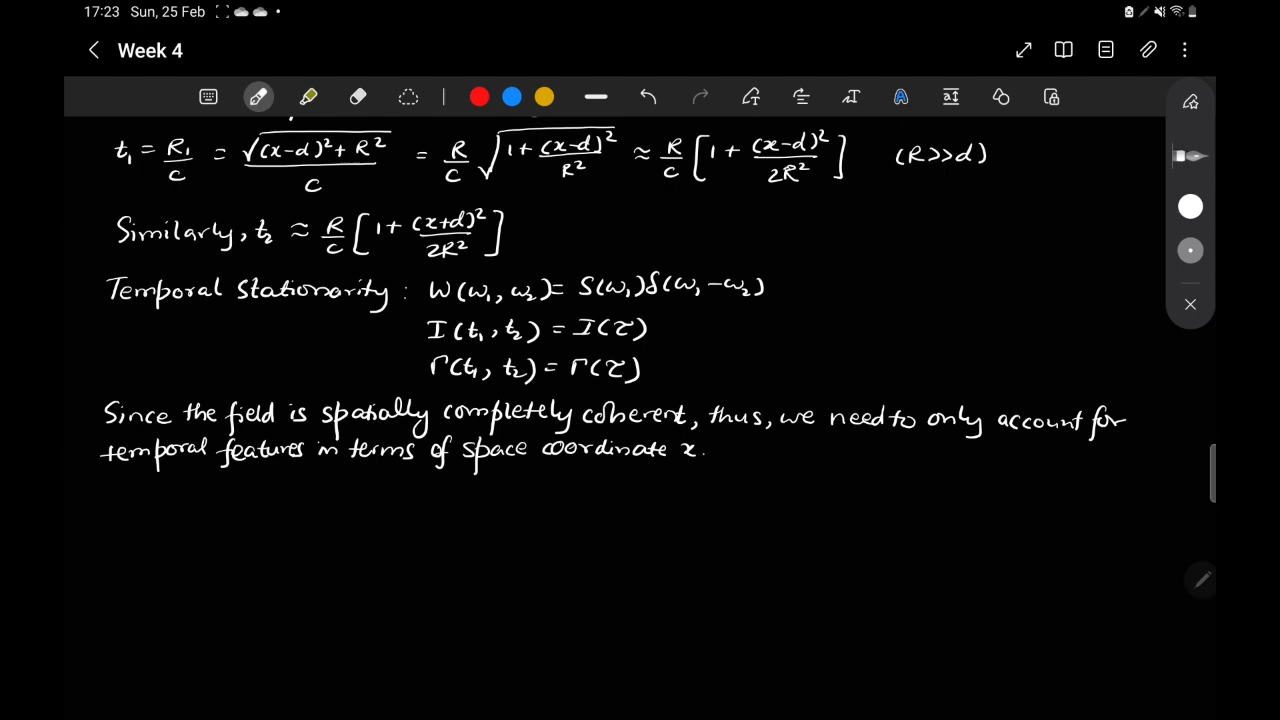 17:23 Sun, 25 Feb
Week 4
t₁ = R₁/c = √((x-d)² + R²)/c = R/c √(1 + (x-d)²/R²) ≈ R/c [1 + (x-d)²/2R²] (R>>d)
Similarly, t₂ ≈ R/c [1 + (x+d)²/2R²]
Temporal Stationarity : W(ω₁, ω₂) = S(ω₁)δ(ω₁-ω₂)
I(t₁, t₂) = I(τ)
Γ(t₁, t₂) = Γ(τ)
Since the field is spatially completely coherent, thus, we need to only account for
temporal features in terms of space coordinate x.